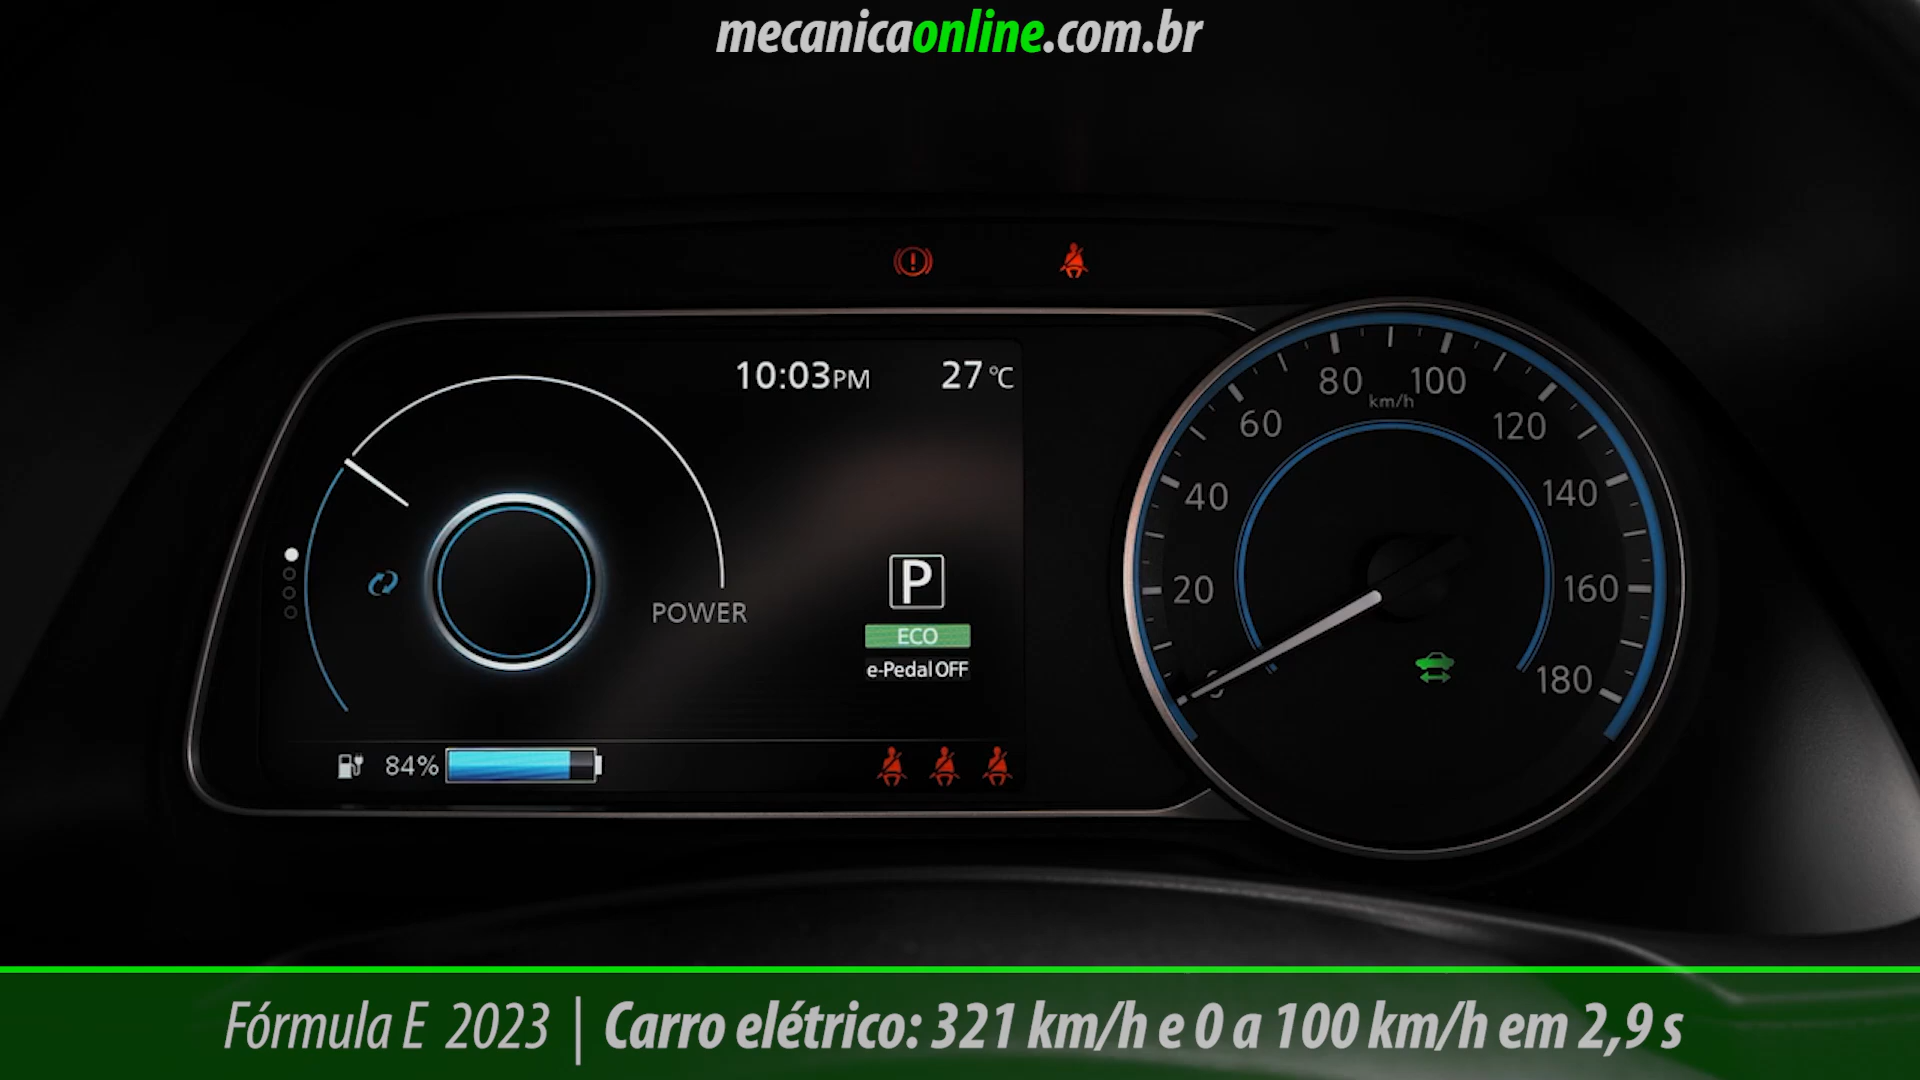 mecanicaonline.com.br
10:03PM 27°C
POWER
P
ECO
e-Pedal OFF
84%
km/h
0
20
40
60
80
100
120
140
160
180
Fórmula E 2023 | Carro elétrico: 321 km/h e 0 a 100 km/h em 2,9 s